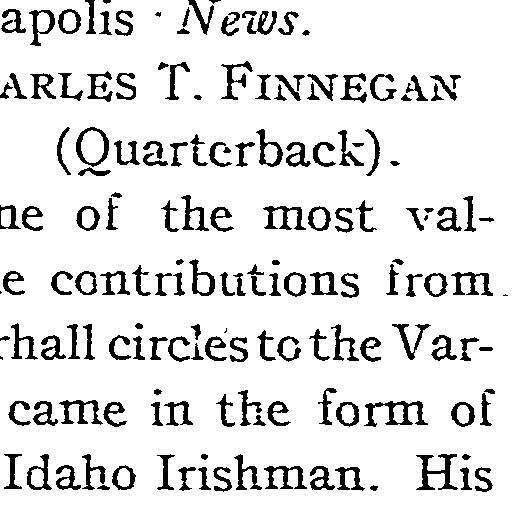 apolis · News.
ARLES T. FINNEGAN
(Quarterback).
ne of the most val-
e contributions from
rhall circles to the Var-
came in the form of
Idaho Irishman. His